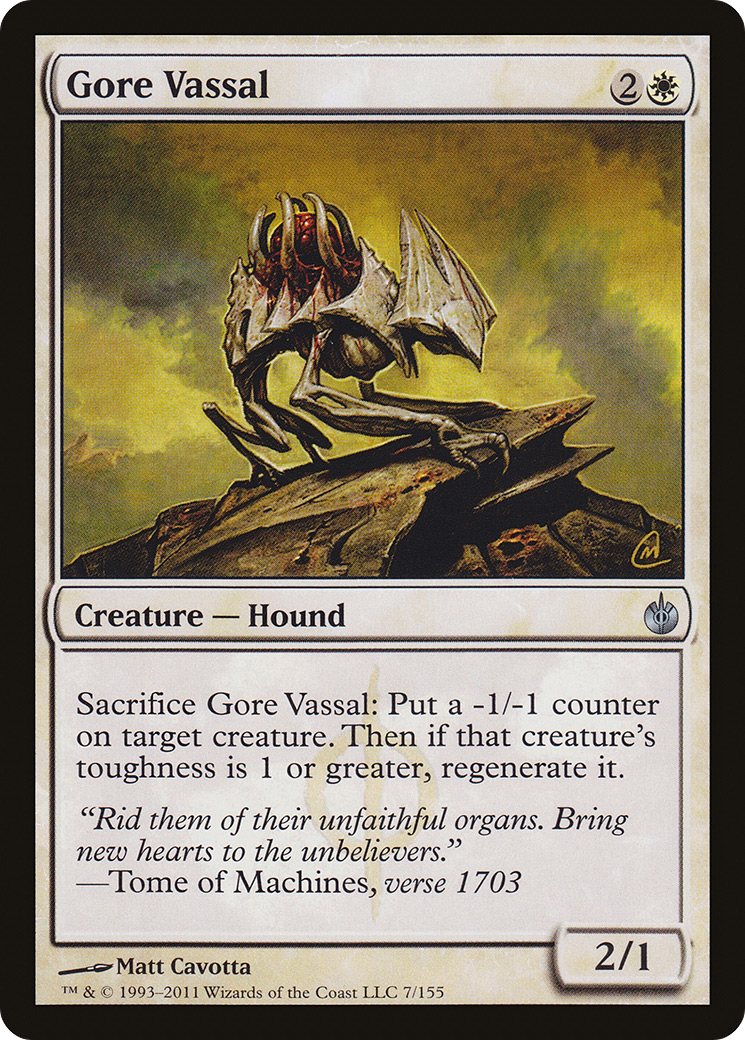 Gore Vassal 2
Creature — Hound
Sacrifice Gore Vassal: Put a -1/-1 counter
on target creature. Then if that creature's
toughness is 1 or greater, regenerate it.
“Rid them of their unfaithful organs. Bring
new hearts to the unbelievers.”
—Tome of Machines, verse 1703
2/1
Matt Cavotta
™ & © 1993–2011 Wizards of the Coast LLC 7/155